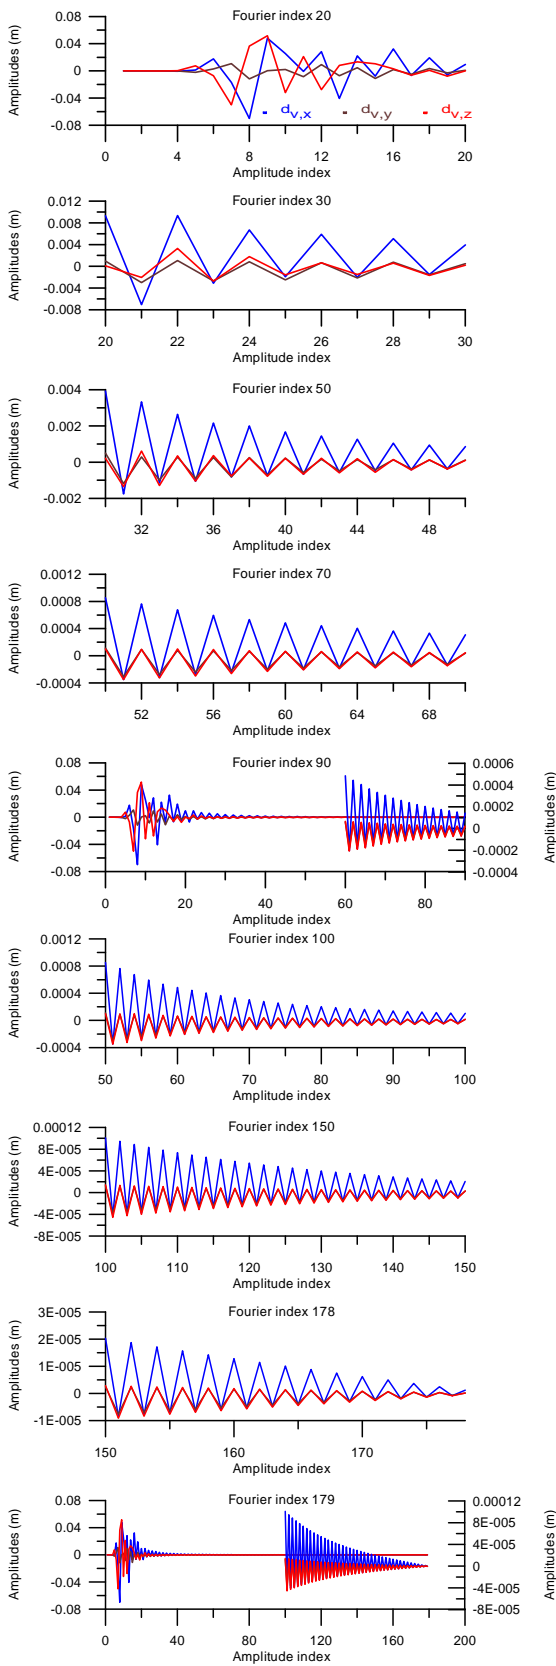 Fourier index 20
0.08
0.04
0
-0.04
-0.08
Amplitudes (m)
dv,x dv,y dv,z
0 4 8 12 16 20
Amplitude index
Fourier index 30
0.012
0.008
0.004
0
-0.004
-0.008
Amplitudes (m)
20 22 24 26 28 30
Amplitude index
Fourier index 50
0.004
0.002
0
-0.002
Amplitudes (m)
32 36 40 44 48
Amplitude index
Fourier index 70
0.0012
0.0008
0.0004
0
-0.0004
Amplitudes (m)
52 56 60 64 68
Amplitude index
Fourier index 90
0.08
0.04
0
-0.04
-0.08
Amplitudes (m)
0.0006
0.0004
0.0002
0
-0.0002
-0.0004
Amplitudes (m)
0 20 40 60 80
Amplitude index
Fourier index 100
0.0012
0.0008
0.0004
0
-0.0004
Amplitudes (m)
50 60 70 80 90 100
Amplitude index
Fourier index 150
0.00012
8E-005
4E-005
0
-4E-005
-8E-005
Amplitudes (m)
100 110 120 130 140 150
Amplitude index
Fourier index 178
3E-005
2E-005
1E-005
0
-1E-005
Amplitudes (m)
150 160 170
Amplitude index
Fourier index 179
0.08
0.04
0
-0.04
-0.08
Amplitudes (m)
0.00012
8E-005
4E-005
0
-4E-005
-8E-005
Amplitudes (m)
0 40 80 120 160 200
Amplitude index